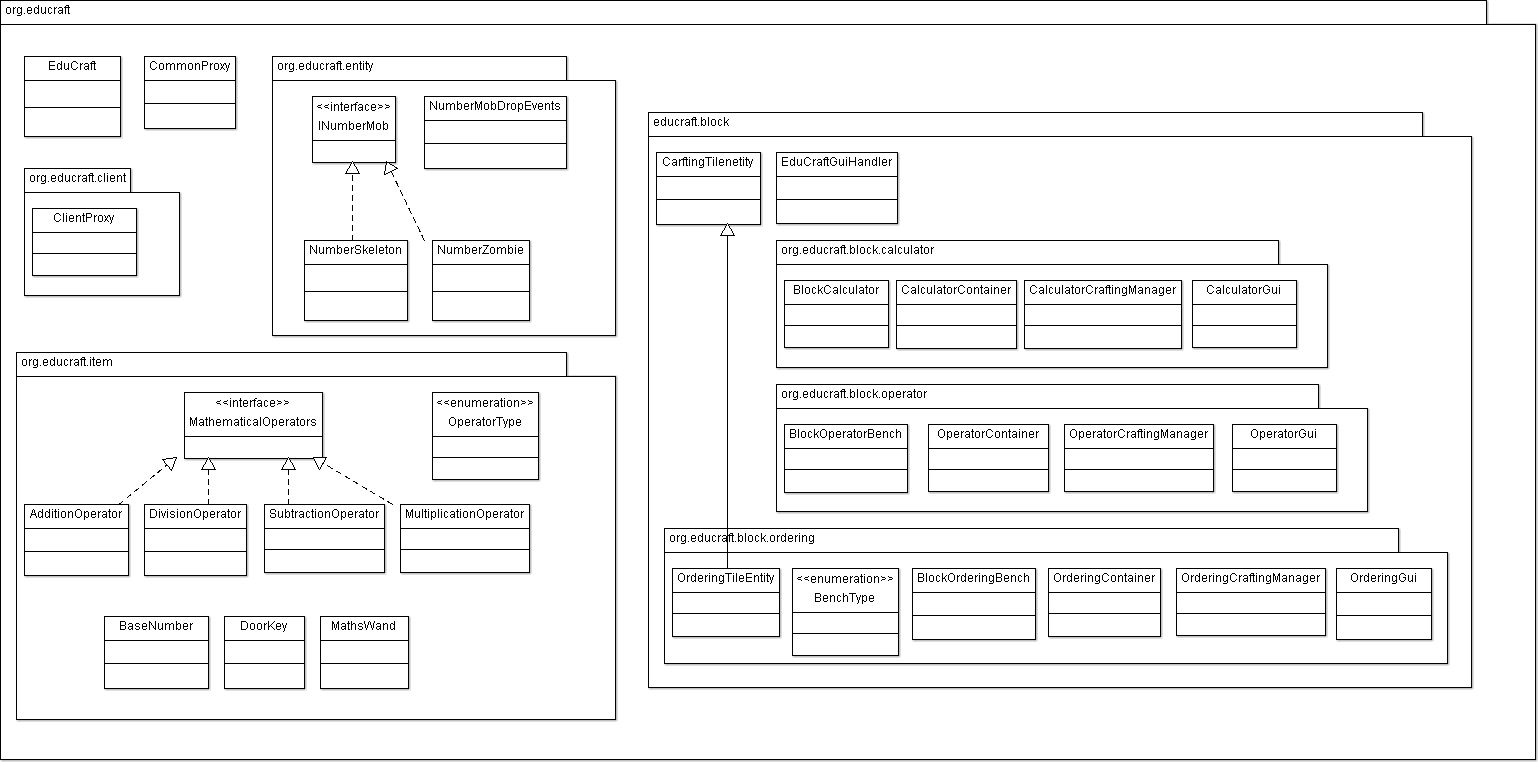 org.educraft
EduCraft
CommonProxy
org.educraft.entity
<<interface>>
INumberMob
NumberMobDropEvents
NumberSkeleton
NumberZombie
org.educraft.client
ClientProxy
org.educraft.item
<<interface>>
MathematicalOperators
<<enumeration>>
OperatorType
AdditionOperator
DivisionOperator
SubtractionOperator
MultiplicationOperator
BaseNumber
DoorKey
MathsWand
educraft.block
CarftingTilenetity
EduCraftGuiHandler
org.educraft.block.calculator
BlockCalculator
CalculatorContainer
CalculatorCraftingManager
CalculatorGui
org.educraft.block.operator
BlockOperatorBench
OperatorContainer
OperatorCraftingManager
OperatorGui
org.educraft.block.ordering
OrderingTileEntity
<<enumeration>>
BenchType
BlockOrderingBench
OrderingContainer
OrderingCraftingManager
OrderingGui